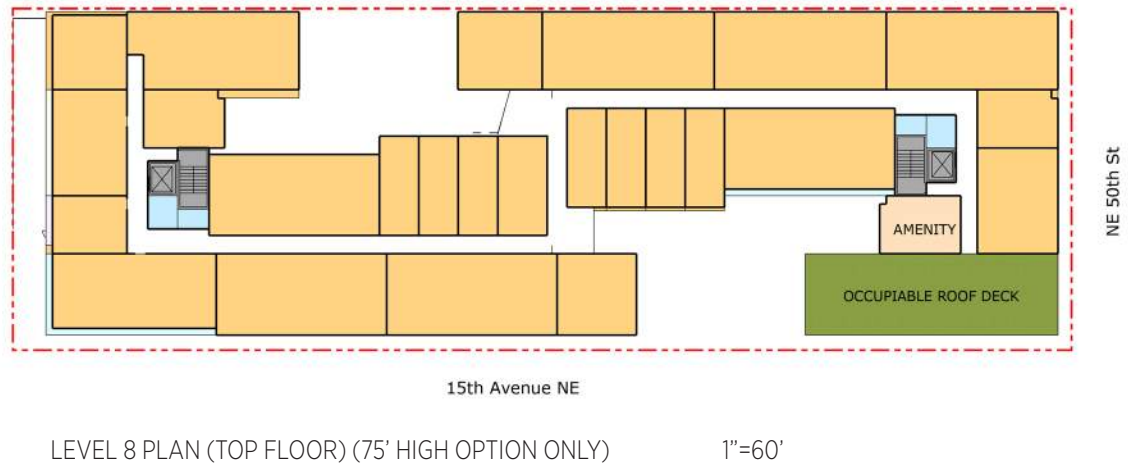 NE 50th St
AMENITY
OCCUPIABLE ROOF DECK
15th Avenue NE
LEVEL 8 PLAN (TOP FLOOR) (75’ HIGH OPTION ONLY) 1”=60’